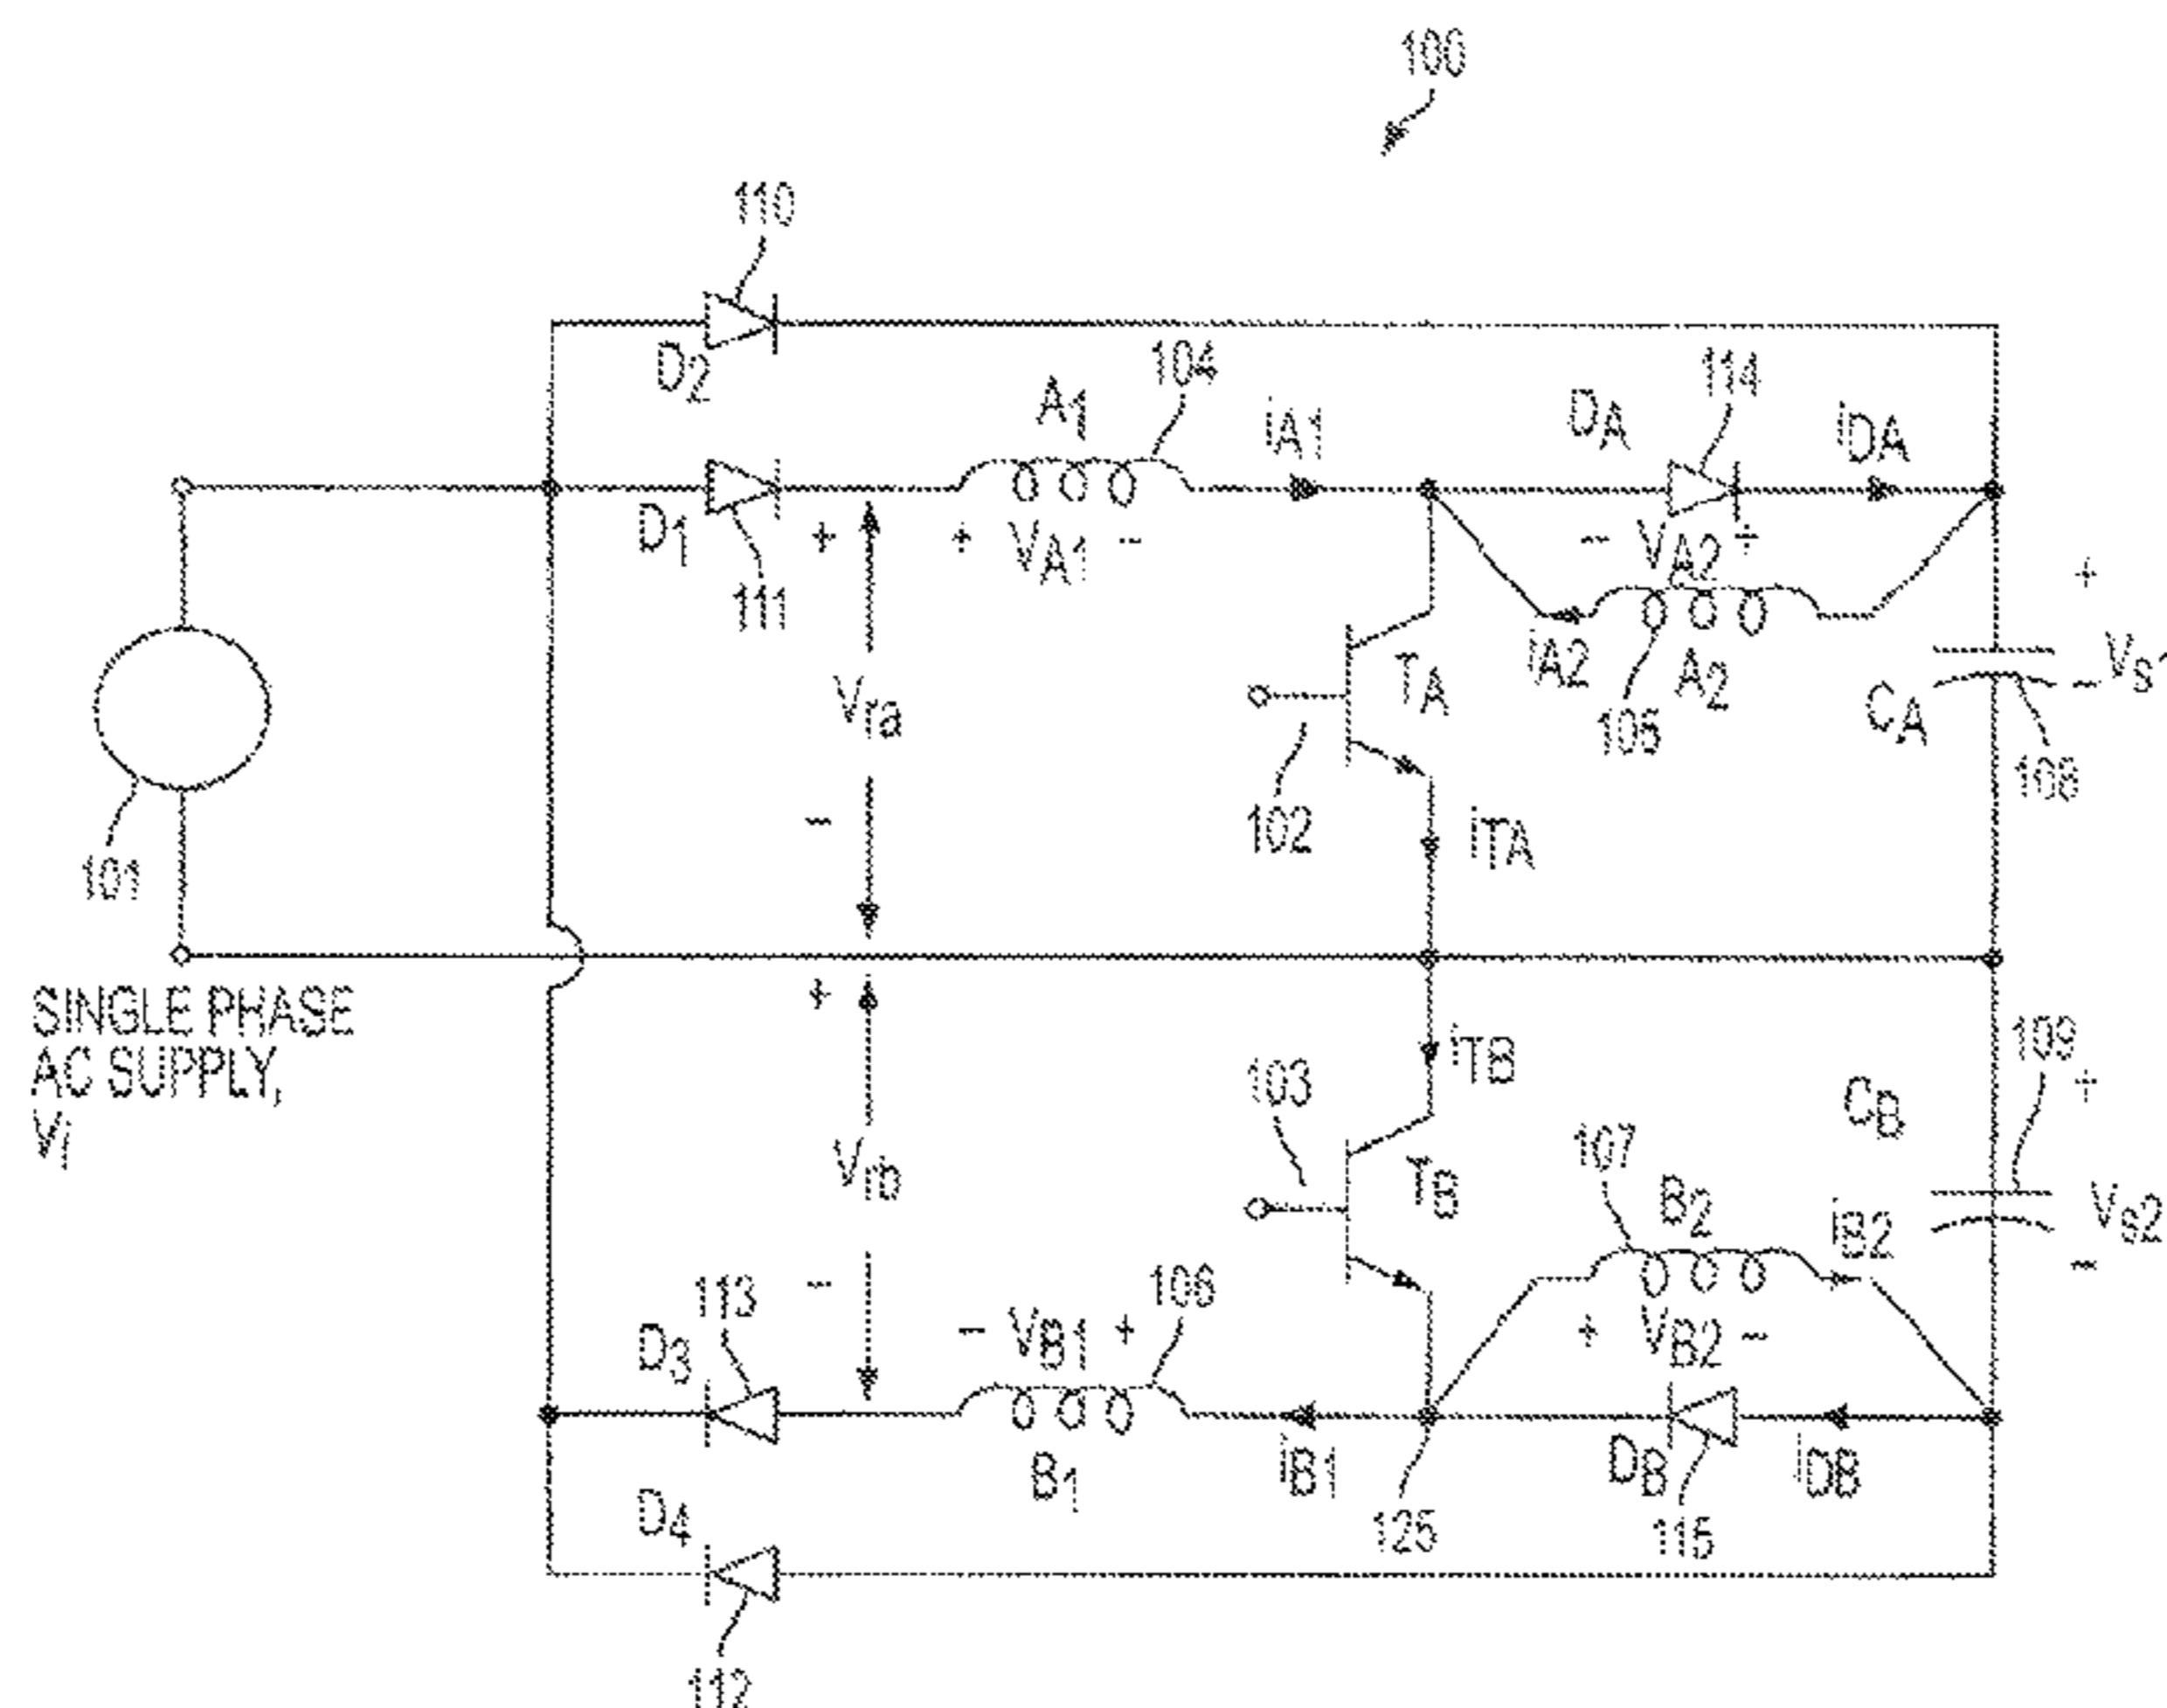 100
110
D2
104
A1
iA1
DA
114
iDA
D1
+
+ VA1 -
- VA2 +
111
+
Vra
TA
iA2
A2
105
CA
-
108
102
-
iTA
101
+
SINGLE PHASE
AC SUPPLY,
Vi
iTB
103
109
+
CB
Vrb
TB
107
B2
iB2
Vs2
-
-
113
106
D3
- VB1 +
+ VB2 -
B1
iB1
DB
iDB
D4
125
115
112